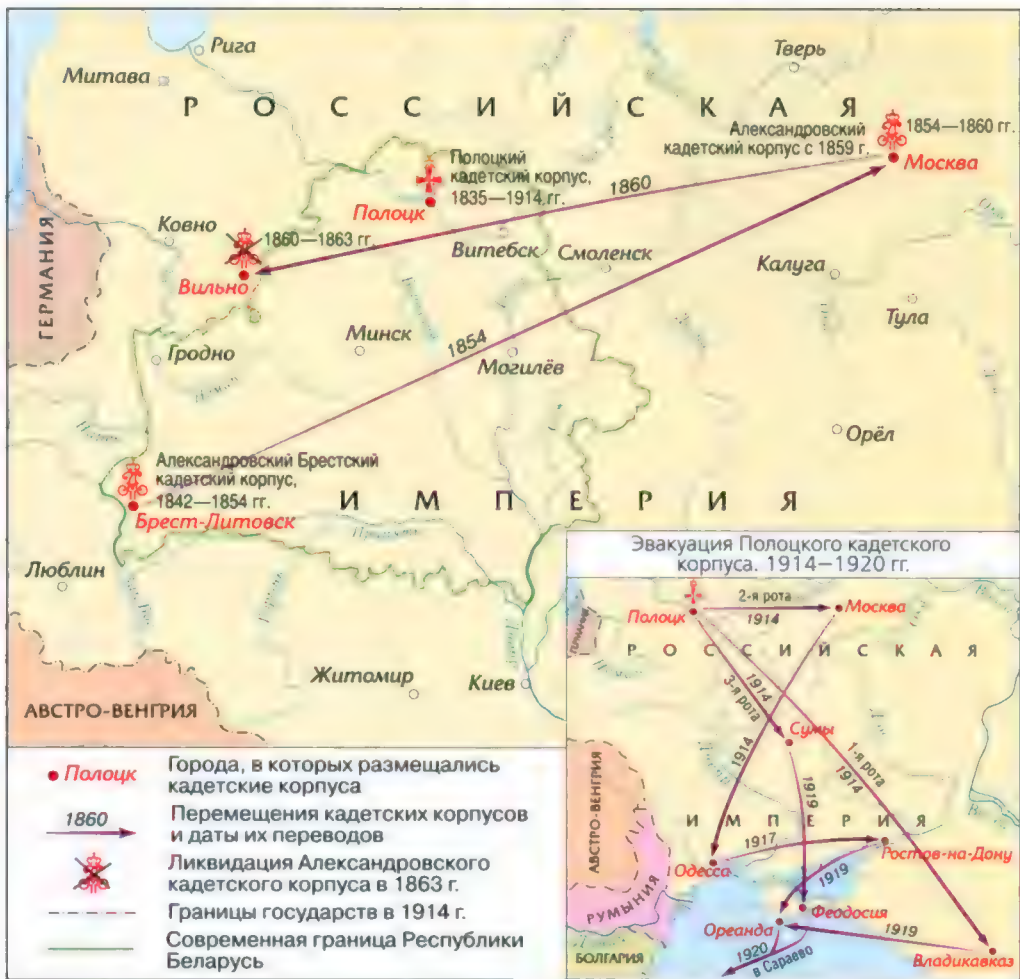 Рига
Тверь
Митава
РОССИЙСКАЯ
Александровский
кадетский корпус с 1859 г.
1854—1860 гг.
Москва
Полоцкий
кадетский корпус,
1835—1914 гг.
Полоцк
1860
Ковно
1860—1863 гг.
Вильно
Витебск
Смоленск
Калуга
ГЕРМАНИЯ
Тула
Минск
1854
Гродно
Могилёв
Неман
Орёл
Александровский Брестский
кадетский корпус,
1842—1854 гг.
Брест-Литовск
ИМПЕРИЯ
Люблин
Житомир
Киев
АВСТРО-ВЕНГРИЯ
Полоцк
Города, в которых размещались
кадетские корпуса
1860
Перемещения кадетских корпусов
и даты их переводов
Ликвидация Александровского
кадетского корпуса в 1863 г.
Границы государств в 1914 г.
Современная граница Республики
Беларусь
Эвакуация Полоцкого кадетского
корпуса. 1914—1920 гг.
2-я рота
1914
Полоцк
Москва
РОССИЙСКАЯ
1914
3-я рота
Сумы
1914
1919
1-я рота
1914
АВСТРО-ВЕНГРИЯ
ИМПЕРИЯ
1917
Одесса
Ростов-на-Дону
1919
РУМЫНИЯ
Феодосия
Ореанда
1919
1920
в Сараево
Владикавказ
БОЛГАРИЯ